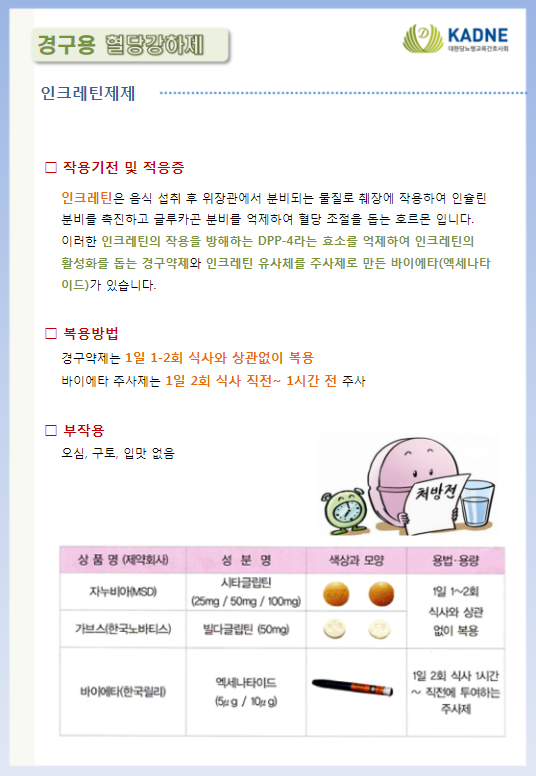 경구용 혈당강하제
KADNE
대한당뇨병교육간호사회
인크레틴제제
□ 작용기전 및 적응증
인크레틴은 음식 섭취 후 위장관에서 분비되는 물질로 췌장에 작용하여 인슐린
분비를 촉진하고 글루카곤 분비를 억제하여 혈당 조절을 돕는 호르몬 입니다.
이러한 인크레틴의 작용을 방해하는 DPP-4라는 효소를 억제하여 인크레틴의
활성화를 돕는 경구약제와 인크레틴 유사체를 주사제로 만든 바이에타(엑세나타
이드)가 있습니다.
□ 복용방법
경구약제는 1일 1-2회 식사와 상관없이 복용
바이에타 주사제는 1일 2회 식사 직전~ 1시간 전 주사
□ 부작용
오심, 구토, 입맛 없음
처방전
상 품 명 (제약회사) 성 분 명 색상과 모양 용법·용량
자누비아(MSD) 시타글립틴
(25mg / 50mg / 100mg)
1일 1~2회
식사와 상관
없이 복용
가브스(한국노바티스) 빌다글립틴 (50mg)
바이에타(한국릴리) 엑세나타이드
(5μg / 10μg)
1일 2회 식사 1시간
~ 직전에 투여하는
주사제